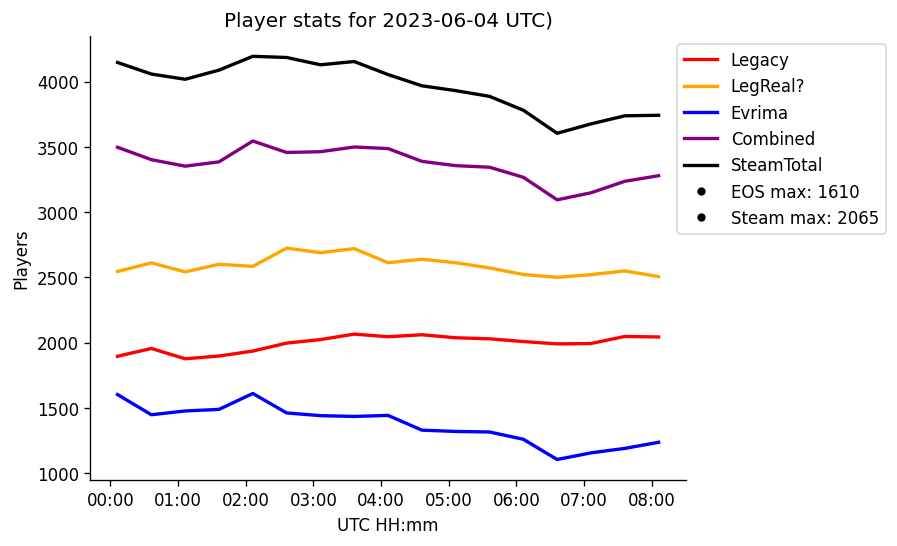 Player stats for 2023-06-04 UTC)
Legacy
LegReal?
Evrima
Combined
SteamTotal
EOS max: 1610
Steam max: 2065
Players
4000
3500
3000
2500
2000
1500
1000
00:00 01:00 02:00 03:00 04:00 05:00 06:00 07:00 08:00
UTC HH:mm